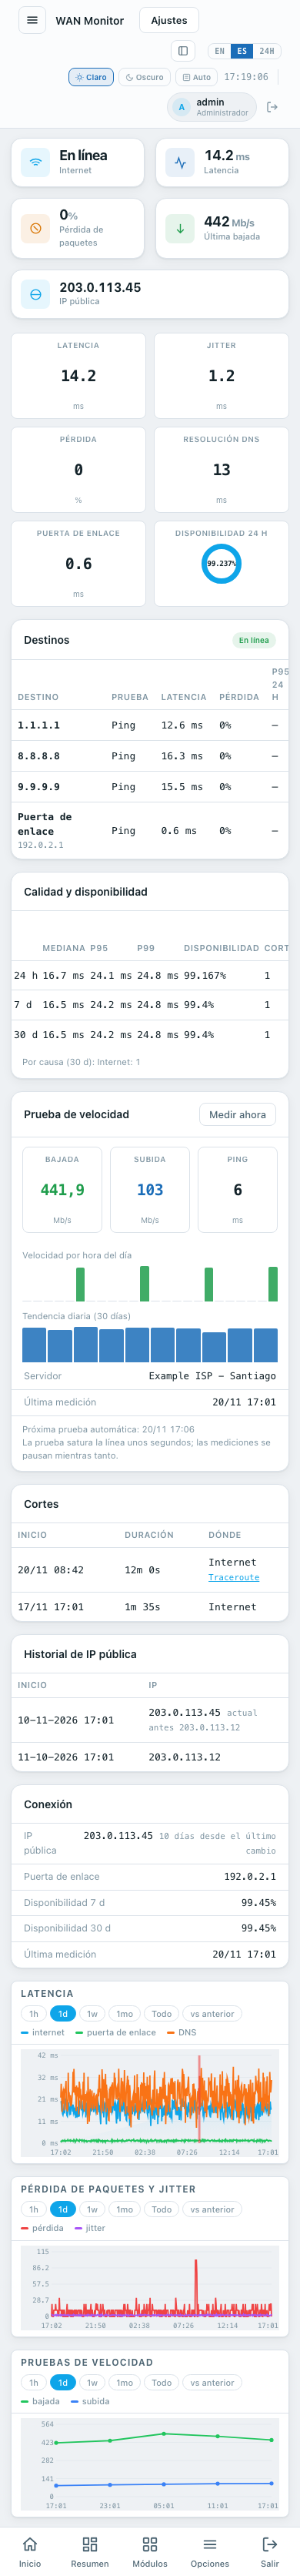 WAN Monitor
Ajustes
EN ES 24H
Claro Oscuro Auto 17:19:06
A admin
Administrador
En línea
Internet
14.2 ms
Latencia
0%
Pérdida de
paquetes
442 Mb/s
Última bajada
203.0.113.45
IP pública
LATENCIA
14.2
ms
JITTER
1.2
ms
PÉRDIDA
0
%
RESOLUCIÓN DNS
13
ms
PUERTA DE ENLACE
0.6
ms
DISPONIBILIDAD 24 H
99.237%
Destinos En línea
DESTINO PRUEBA LATENCIA PÉRDIDA P95 24 H
1.1.1.1 Ping 12.6 ms 0% —
8.8.8.8 Ping 16.3 ms 0% —
9.9.9.9 Ping 15.5 ms 0% —
Puerta de enlace Ping 0.6 ms 0% —
192.0.2.1
Calidad y disponibilidad
MEDIANA P95 P99 DISPONIBILIDAD CORT
24 h 16.7 ms 24.1 ms 24.8 ms 99.167% 1
7 d 16.5 ms 24.2 ms 24.8 ms 99.4% 1
30 d 16.5 ms 24.2 ms 24.8 ms 99.4% 1
Por causa (30 d): Internet: 1
Prueba de velocidad Medir ahora
BAJADA
441,9
Mb/s
SUBIDA
103
Mb/s
PING
6
ms
Velocidad por hora del día
Tendencia diaria (30 días)
Servidor Example ISP — Santiago
Última medición 20/11 17:01
Próxima prueba automática: 20/11 17:06
La prueba satura la línea unos segundos; las mediciones se
pausan mientras tanto.
Cortes
INICIO DURACIÓN DÓNDE
20/11 08:42 12m 0s Internet
Traceroute
17/11 17:01 1m 35s Internet
Historial de IP pública
INICIO IP
10-11-2026 17:01 203.0.113.45 actual
antes 203.0.113.12
11-10-2026 17:01 203.0.113.12
Conexión
IP pública 203.0.113.45 10 días desde el último cambio
Puerta de enlace 192.0.2.1
Disponibilidad 7 d 99.45%
Disponibilidad 30 d 99.45%
Última medición 20/11 17:01
LATENCIA
1h 1d 1w 1mo Todo vs anterior
internet puerta de enlace DNS
42 ms
32 ms
21 ms
11 ms
0 ms
17:02 21:50 02:38 07:26 12:14 17:01
PÉRDIDA DE PAQUETES Y JITTER
1h 1d 1w 1mo Todo vs anterior
pérdida jitter
115
86.2
57.5
28.7
0
17:02 21:50 02:38 07:26 12:14 17:01
PRUEBAS DE VELOCIDAD
1h 1d 1w 1mo Todo vs anterior
bajada subida
564
423
282
141
0
17:01 23:01 05:01 11:01 17:01
Inicio Resumen Módulos Opciones Salir